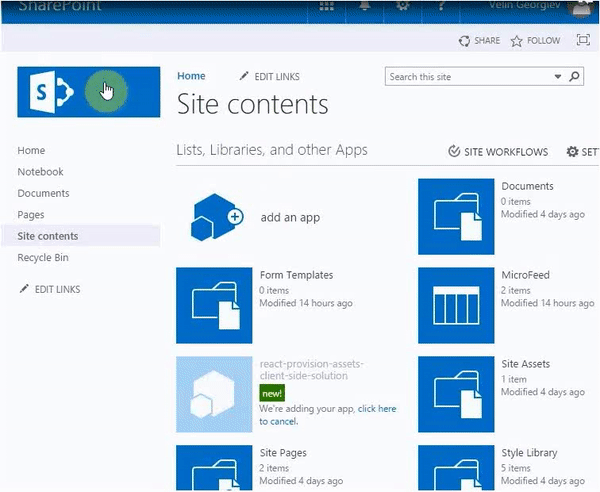 SharePoint
Velin Georgiev
?
SHARE
FOLLOW
S
Home
EDIT LINKS
Search this site
Site contents
Home
Notebook
Documents
Pages
Site contents
Recycle Bin
EDIT LINKS
Lists, Libraries, and other Apps
SITE WORKFLOWS
SETT
add an app
Documents
0 items
Modified 4 days ago
Form Templates
0 items
Modified 14 hours ago
MicroFeed
2 items
Modified 14 hours ago
react-provision-assets-
client-side-solution
new!
We're adding your app, click here
to cancel.
Site Assets
1 item
Modified 4 days ago
Site Pages
2 items
Modified 4 days ago
Style Library
5 items
Modified 4 days ago